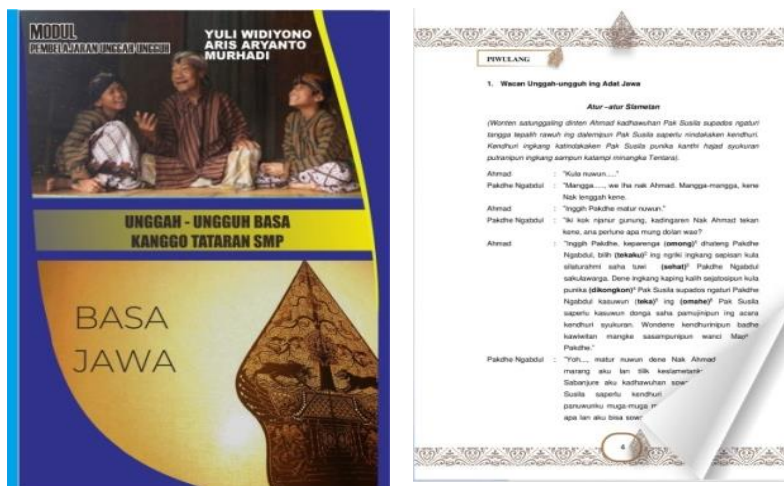 MODUL
PEMBELAJARAN UNGGAH-UNGGUH
YULI WIDIYONO
ARIS ARYANTO
MURHADI
UNGGAH - UNGGUH BASA
KANGGO TATARAN SMP
BASA
JAWA
PIWULANG
1. Wacan Unggah-ungguh ing Adat Jawa
Atur –atur Slametan
(Wonten satunggaling dinten Ahmad kadhawuhan Pak Susila supados ngaturi
tangga tepalih rawuh ing dalemipun Pak Susila saperlu nindakaken kendhuri.
Kendhuri ingkang katindakaken Pak Susila punika kanthi hajad syukuran
putranipun ingkang sampun katampi minangka Tentara).
Ahmad : "Kula nuwun....."
Pakdhe Ngabdul : "Mangga....., we lha nak Ahmad. Mangga-mangga, kene
Nak lenggah kene.
Ahmad : "Inggih Pakdhe matur nuwun."
Pakdhe Ngabdul : "Iki kok njanur gunung, kadingaren Nak Ahmad tekan
kene, ana perlune apa mung dolan wae?
Ahmad : "Inggih Pakdhe, keparenga (omong)¹ dhateng Pakdhe
Ngabdul, bilih (tekaku)² ing ngriki ingkang sepisan kula
silaturahmi saha tuwi (sehat)³ Pakdhe Ngabdul
sakulawarga. Dene ingkang kaping kalih sejatosipun kula
punika (dikongkon)⁴ Pak Susila supados ngaturi Pakdhe
Ngabdul kasuwun (teka)⁵ ing (omahe)⁶ Pak Susila
saperlu kasuwun donga saha pamujinipun ing acara
kendhuri syukuran. Wondene kendhurinipun badhe
kawiwitan mangke sasampunipun wanci
Pakdhe."
Pakdhe Ngabdul : "Yoh..., matur nuwun dene Nak Ahmad
marang aku lan tilik
Sabanjure aku kadhawuhan
Susila saperlu kendhuri
panuwunku muga-muga
apa lan aku bisa
4